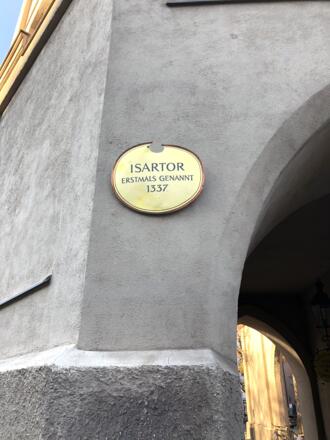 ISARTOR
ERSTMALS GENANNT
1337